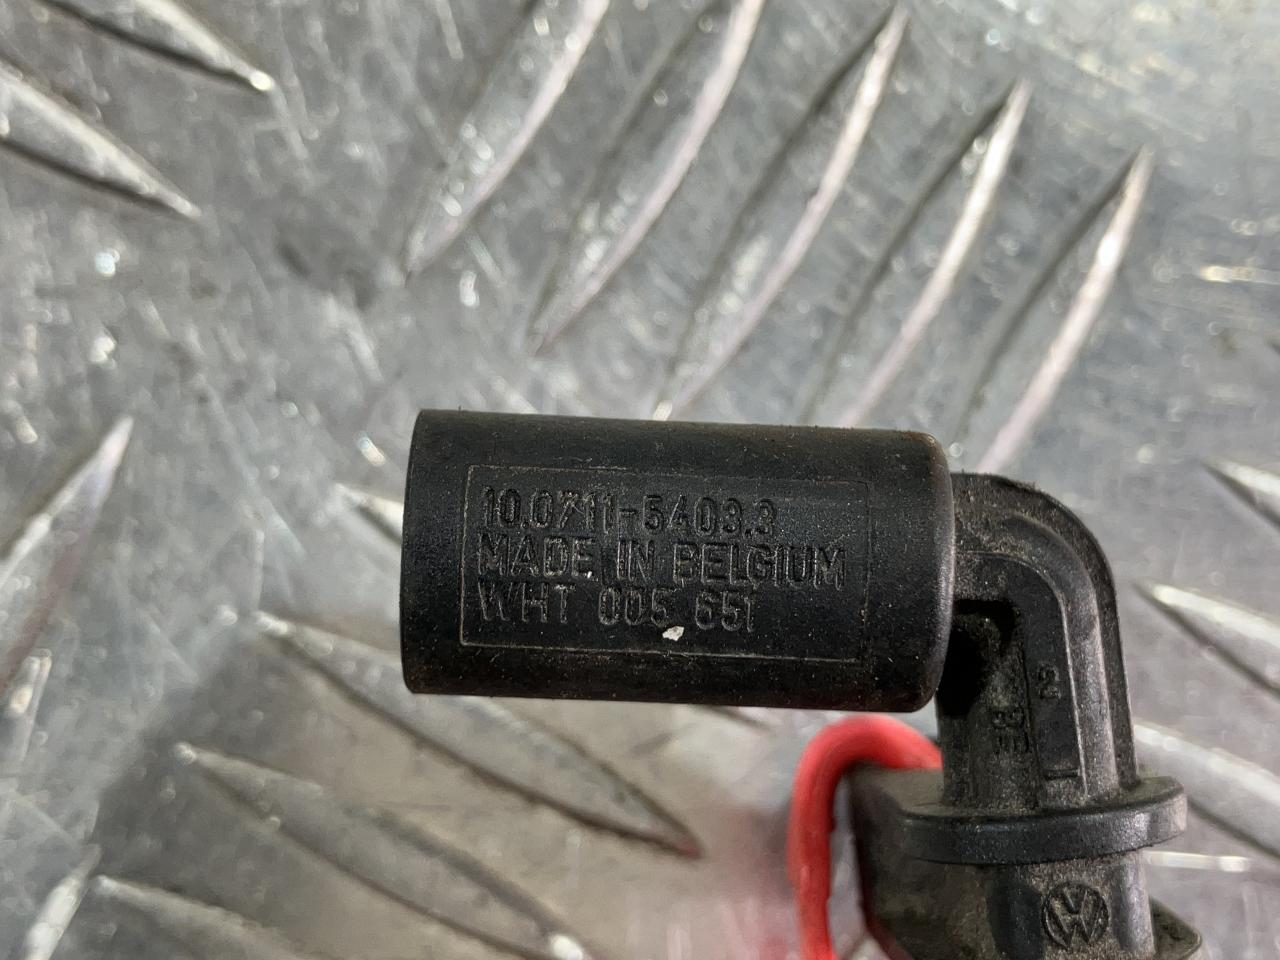 10.0711-5403.3
MADE IN BELGIUM
WHT 005 651